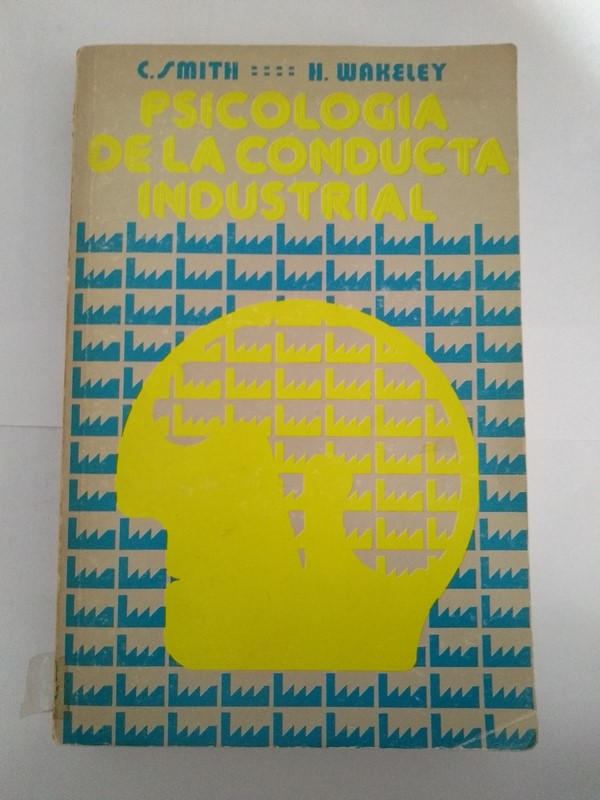 C. SMITH :::: H. WAKELEY
PSICOLOGIA
DE LA CONDUCTA
INDUSTRIAL